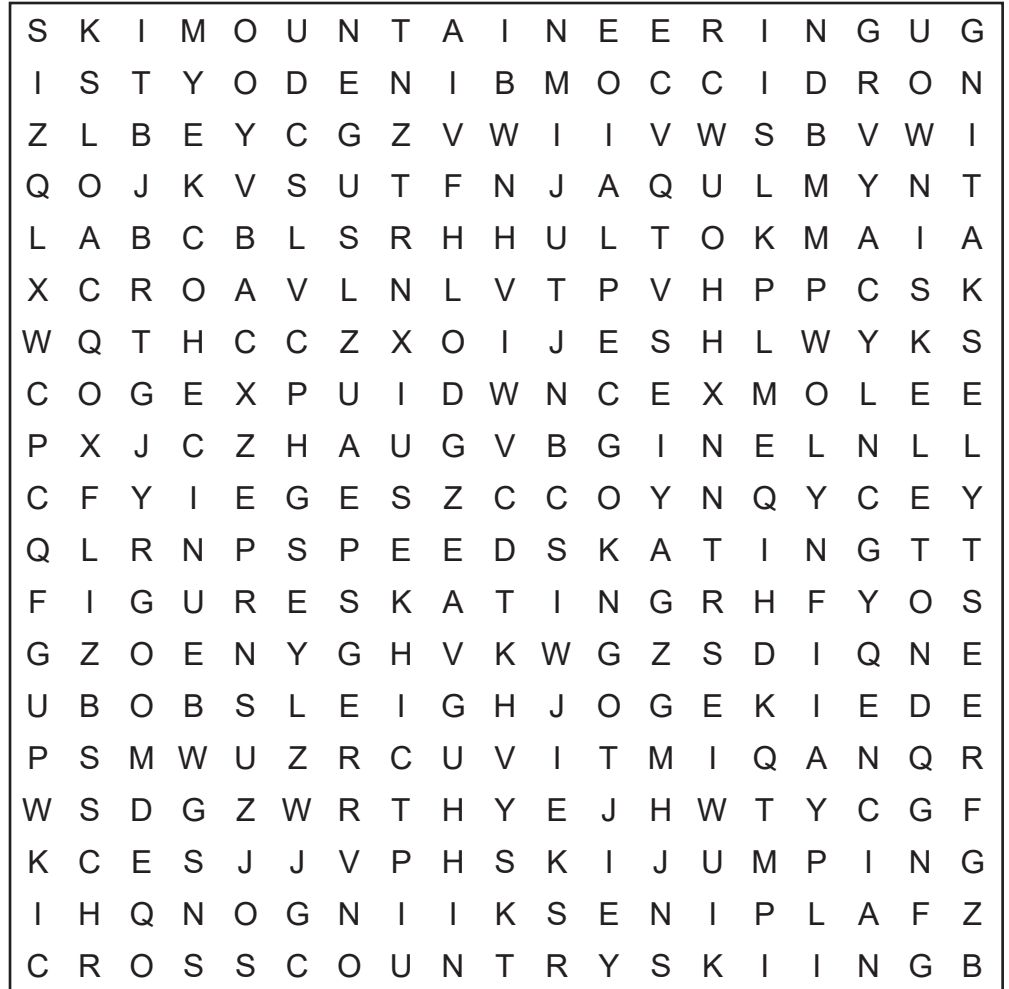 S K I M O U N T A I N E E R I N G U G
I S T Y O D E N I B M O C C I D R O N
Z L B E Y C G Z V W I I V W S B V W I
Q O J K V S U T F N J A Q U L M Y N T
L A B C B L S R H H U L T O K M A I A
X C R O A V L N L V T P V H P P C S K
W Q T H C C Z X O I J E S H L W Y K S
C O G E X P U I D W N C E X M O L E E
P X J C Z H A U G V B G I N E L N L L
C F Y I E G E S Z C C O Y N Q Y C E Y
Q L R N P S P E E D S K A T I N G T T
F I G U R E S K A T I N G R H F Y O S
G Z O E N Y G H V K W G Z S D I Q N E
U B O B S L E I G H J O G E K I E D E
P S M W U Z R C U V I T M I Q A N Q R
W S D G Z W R T H Y E J H W T Y C G F
K C E S J J V P H S K I J U M P I N G
I H Q N O G N I I K S E N I P L A F Z
C R O S S C O U N T R Y S K I I N G B